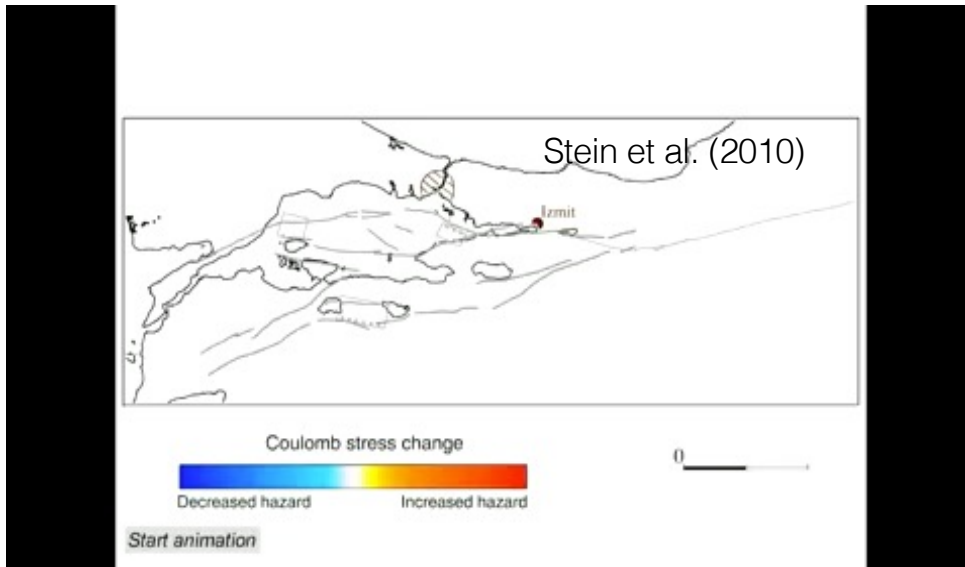 Stein et al. (2010)
Izmit
Coulomb stress change
0
Decreased hazard Increased hazard
Start animation